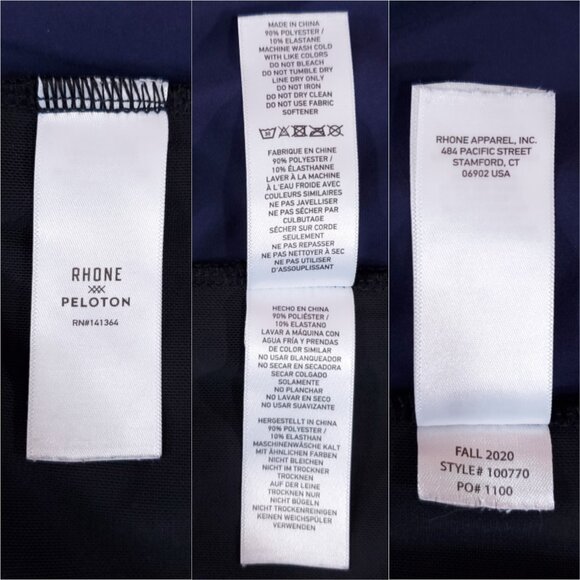 RHONE
XXX
PELOTON
RN#141364
MADE IN CHINA
90% POLYESTER /
10% ELASTANE
MACHINE WASH COLD
WITH LIKE COLORS
DO NOT BLEACH
DO NOT TUMBLE DRY
LINE DRY ONLY
DO NOT IRON
DO NOT DRY CLEAN
DO NOT USE FABRIC
SOFTENER
FABRIQUE EN CHINE
90% POLYESTER /
10% ÉLASTHANNE
LAVER À LA MACHINE
À L'EAU FROIDE AVEC
COULEURS SIMILAIRES
NE PAS JAVELLISER
NE PAS SÉCHER PAR
CULBUTAGE
SÉCHER SUR CORDE
SEULEMENT
NE PAS REPASSER
NE PAS NETTOYER À SEC
NE PAS UTILISER
D'ASSOUPLISSANT
HECHO EN CHINA
90% POLIÉSTER /
10% ELASTANO
LAVAR A MÁQUINA CON
AGUA FRÍA Y PRENDAS
DE COLOR SIMILAR
NO USAR BLANQUEADOR
NO SECAR EN SECADORA
SECAR COLGADO
SOLAMENTE
NO PLANCHAR
NO LAVAR EN SECO
NO USAR SUAVIZANTE
HERGESTELLT IN CHINA
90% POLYESTER /
10% ELASTHAN
MASCHINENWÄSCHE KALT
MIT ÄHNLICHEN FARBEN
NICHT BLEICHEN
NICHT IM TROCKNER
TROCKNEN
AUF DER LEINE
TROCKNEN NUR
NICHT BÜGELN
NICHT TROCKENREINIGEN
KEINEN WEICHSPÜLER
VERWENDEN
RHONE APPAREL, INC.
484 PACIFIC STREET
STAMFORD, CT
06902 USA
FALL 2020
STYLE# 100770
PO# 1100